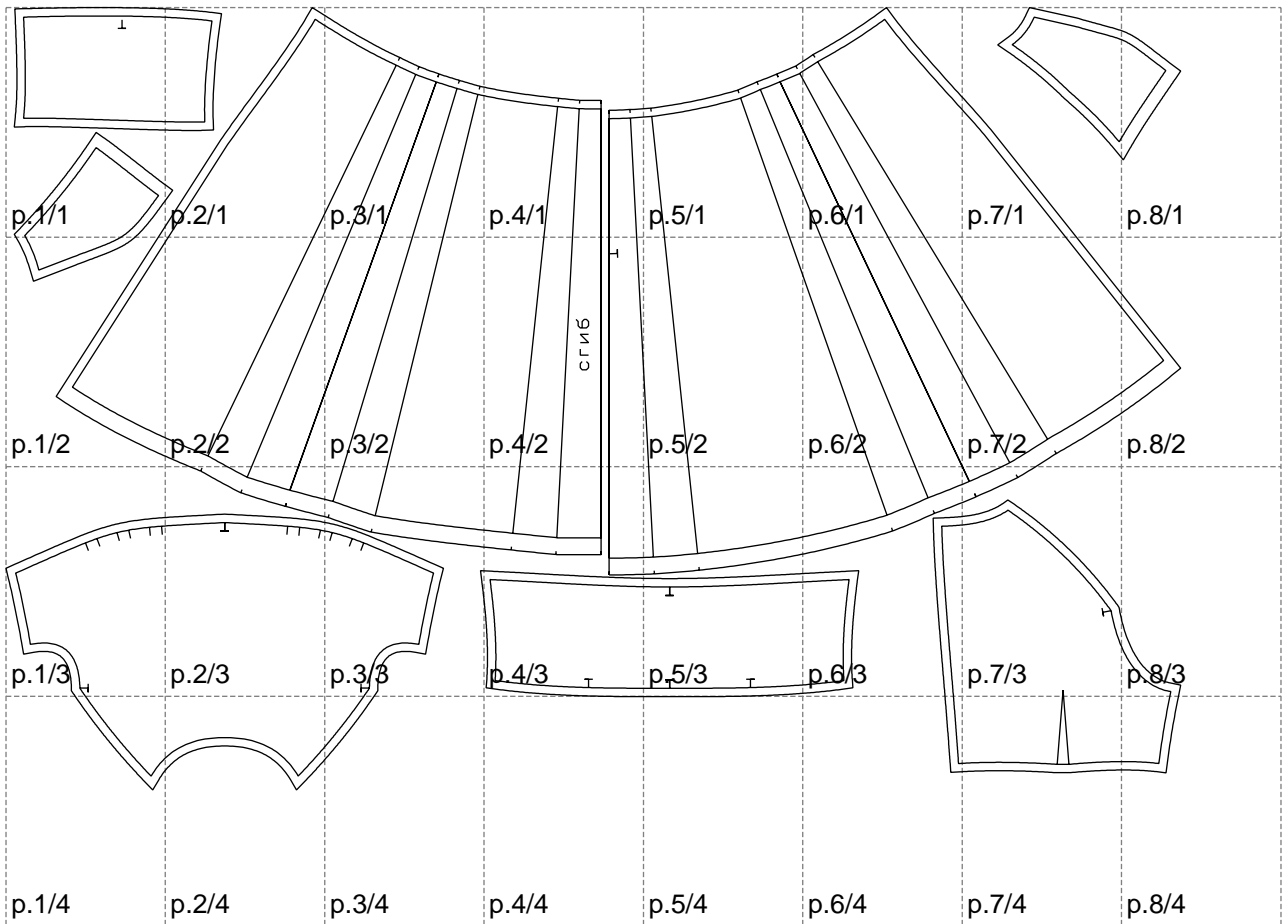 p.1/1 p.2/1 p.3/1 p.4/1 p.5/1 p.6/1 p.7/1 p.8/1
сгиб
p.1/2 p.2/2 p.3/2 p.4/2 p.5/2 p.6/2 p.7/2 p.8/2
p.1/3 p.2/3 p.3/3 p.4/3 p.5/3 p.6/3 p.7/3 p.8/3
p.1/4 p.2/4 p.3/4 p.4/4 p.5/4 p.6/4 p.7/4 p.8/4